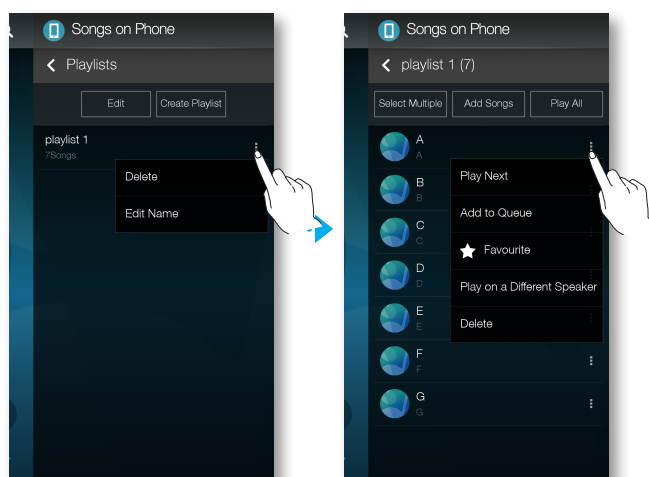 Songs on Phone
Playlists
Edit
Create Playlist
playlist 1
7Songs
Delete
Edit Name
Songs on Phone
playlist 1 (7)
Select Multiple
Add Songs
Play All
A
A
B
B
C
C
D
D
E
E
F
F
G
G
Play Next
Add to Queue
Favourite
Play on a Different Speaker
Delete